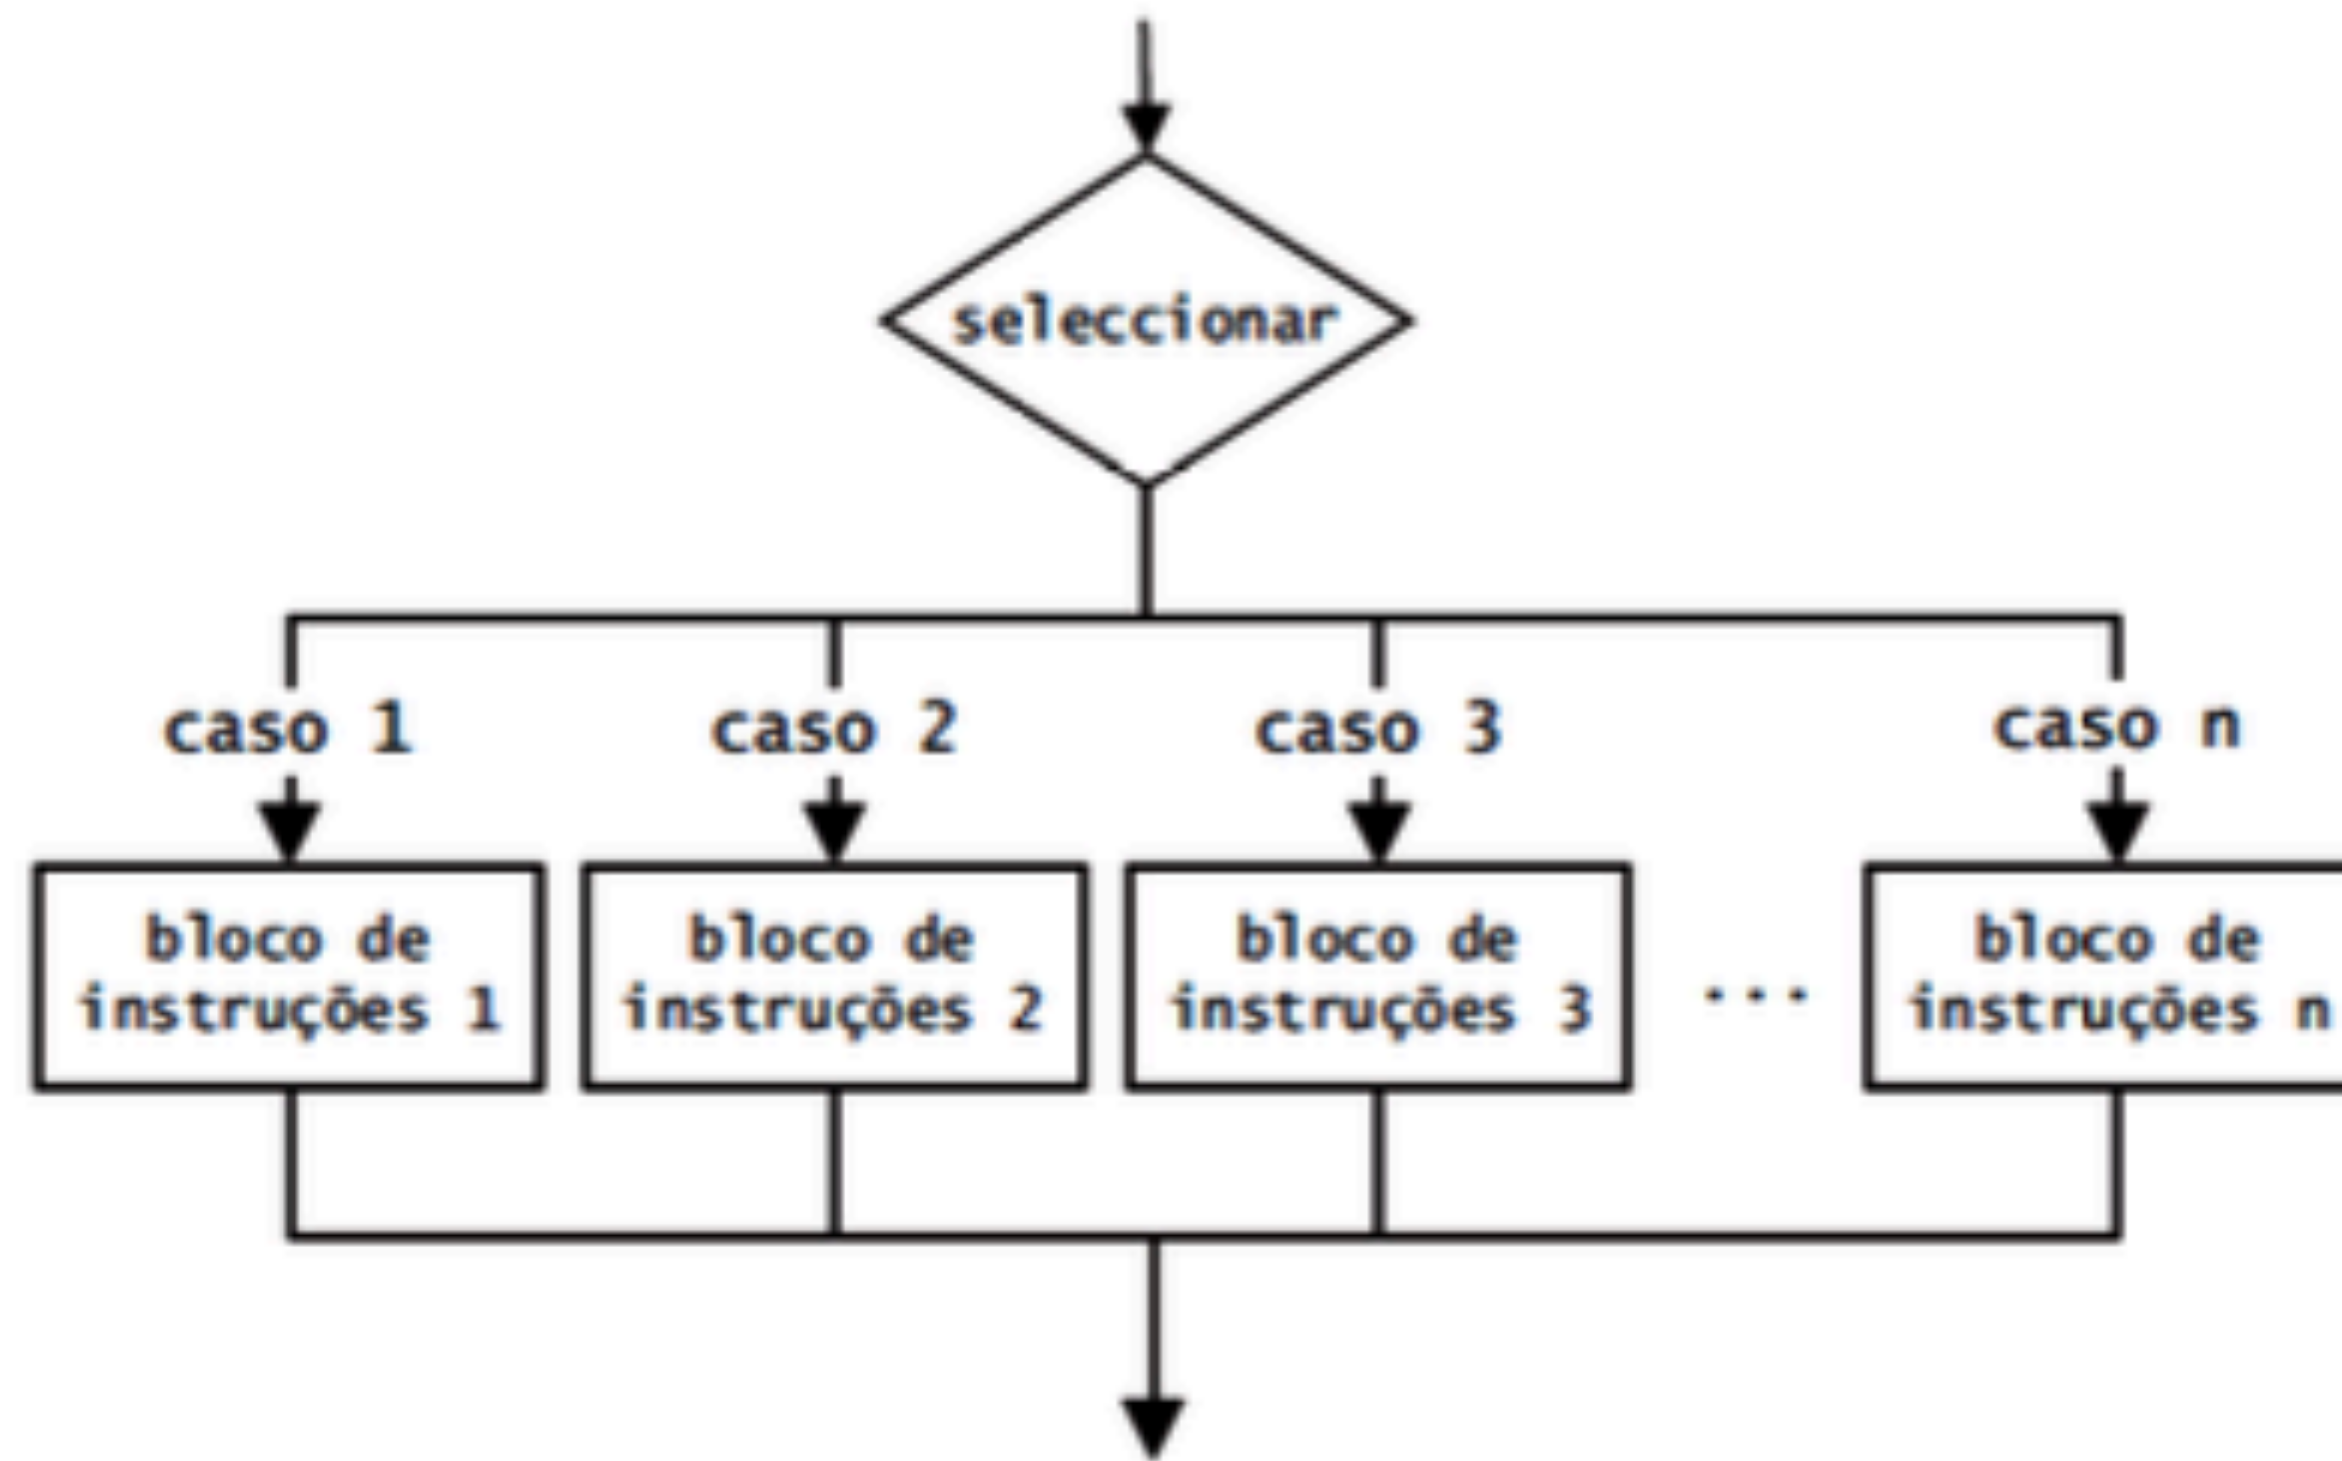 seleccionar
caso 1
caso 2
caso 3
caso n
bloco de
instruções 1
bloco de
instruções 2
bloco de
instruções 3
...
bloco de
instruções n